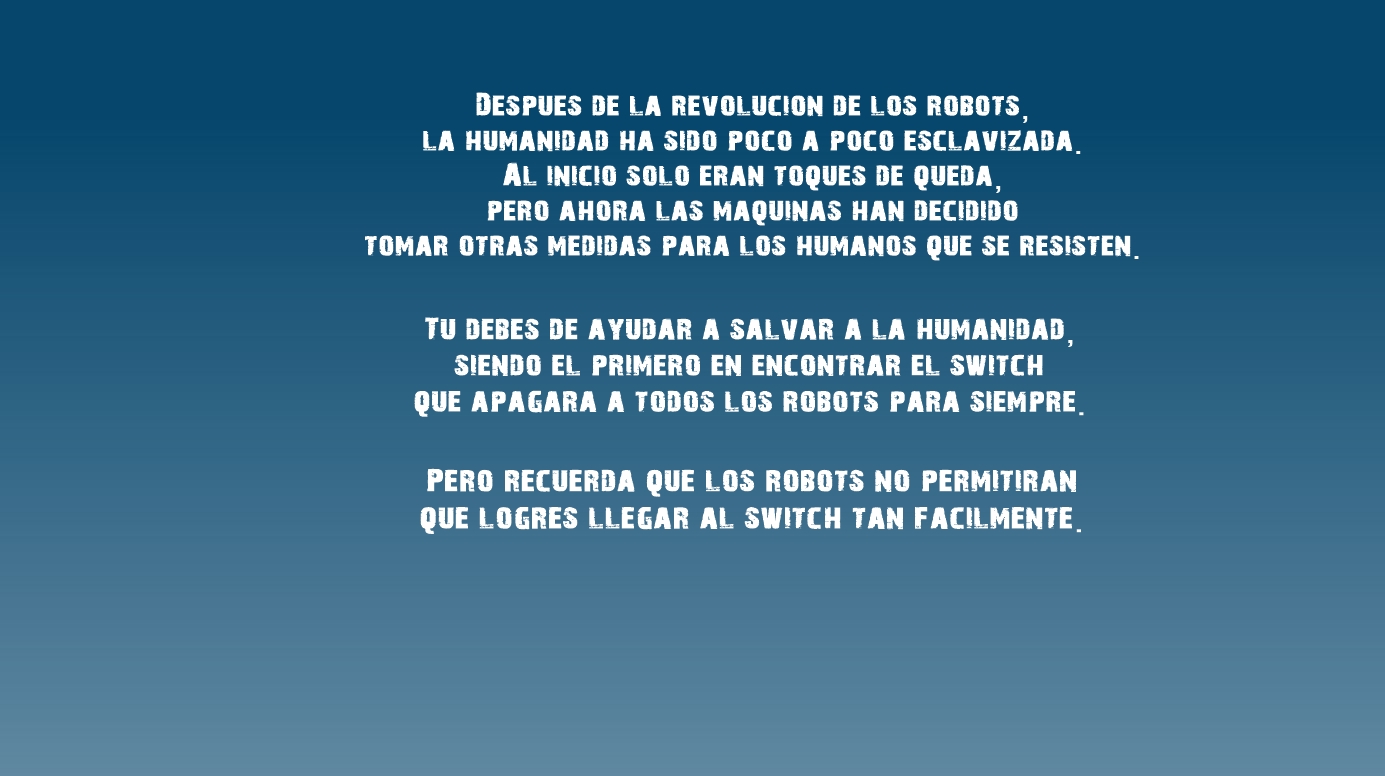 Despues de la revolucion de los robots,
la humanidad ha sido poco a poco esclavizada.
Al inicio solo eran toques de queda,
pero ahora las maquinas han decidido
tomar otras medidas para los humanos que se resisten.
Tu debes de ayudar a salvar a la humanidad,
siendo el primero en encontrar el switch
que apagara a todos los robots para siempre.
Pero recuerda que los robots no permitiran
que logres llegar al switch tan facilmente.